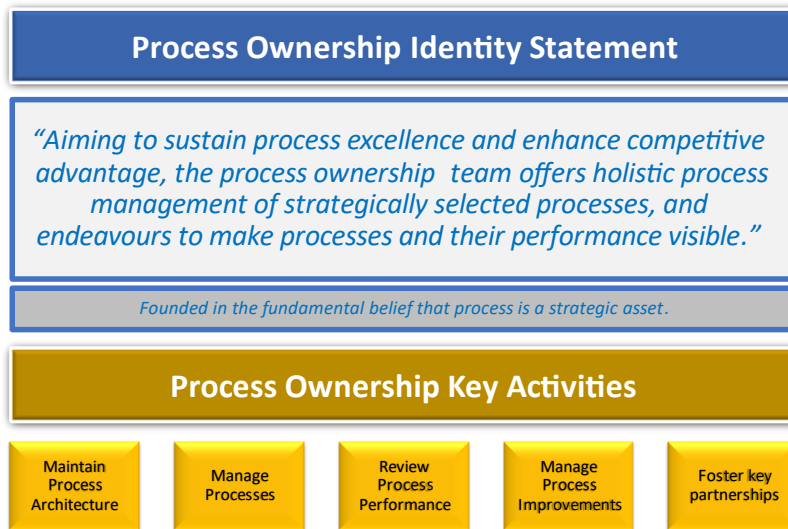 Process Ownership Identity Statement
“Aiming to sustain process excellence and enhance competitive
advantage, the process ownership team offers holistic process
management of strategically selected processes, and
endeavours to make processes and their performance visible.”
Founded in the fundamental belief that process is a strategic asset.
Process Ownership Key Activities
Maintain
Process
Architecture
Manage
Processes
Review
Process
Performance
Manage
Process
Improvements
Foster key
partnerships